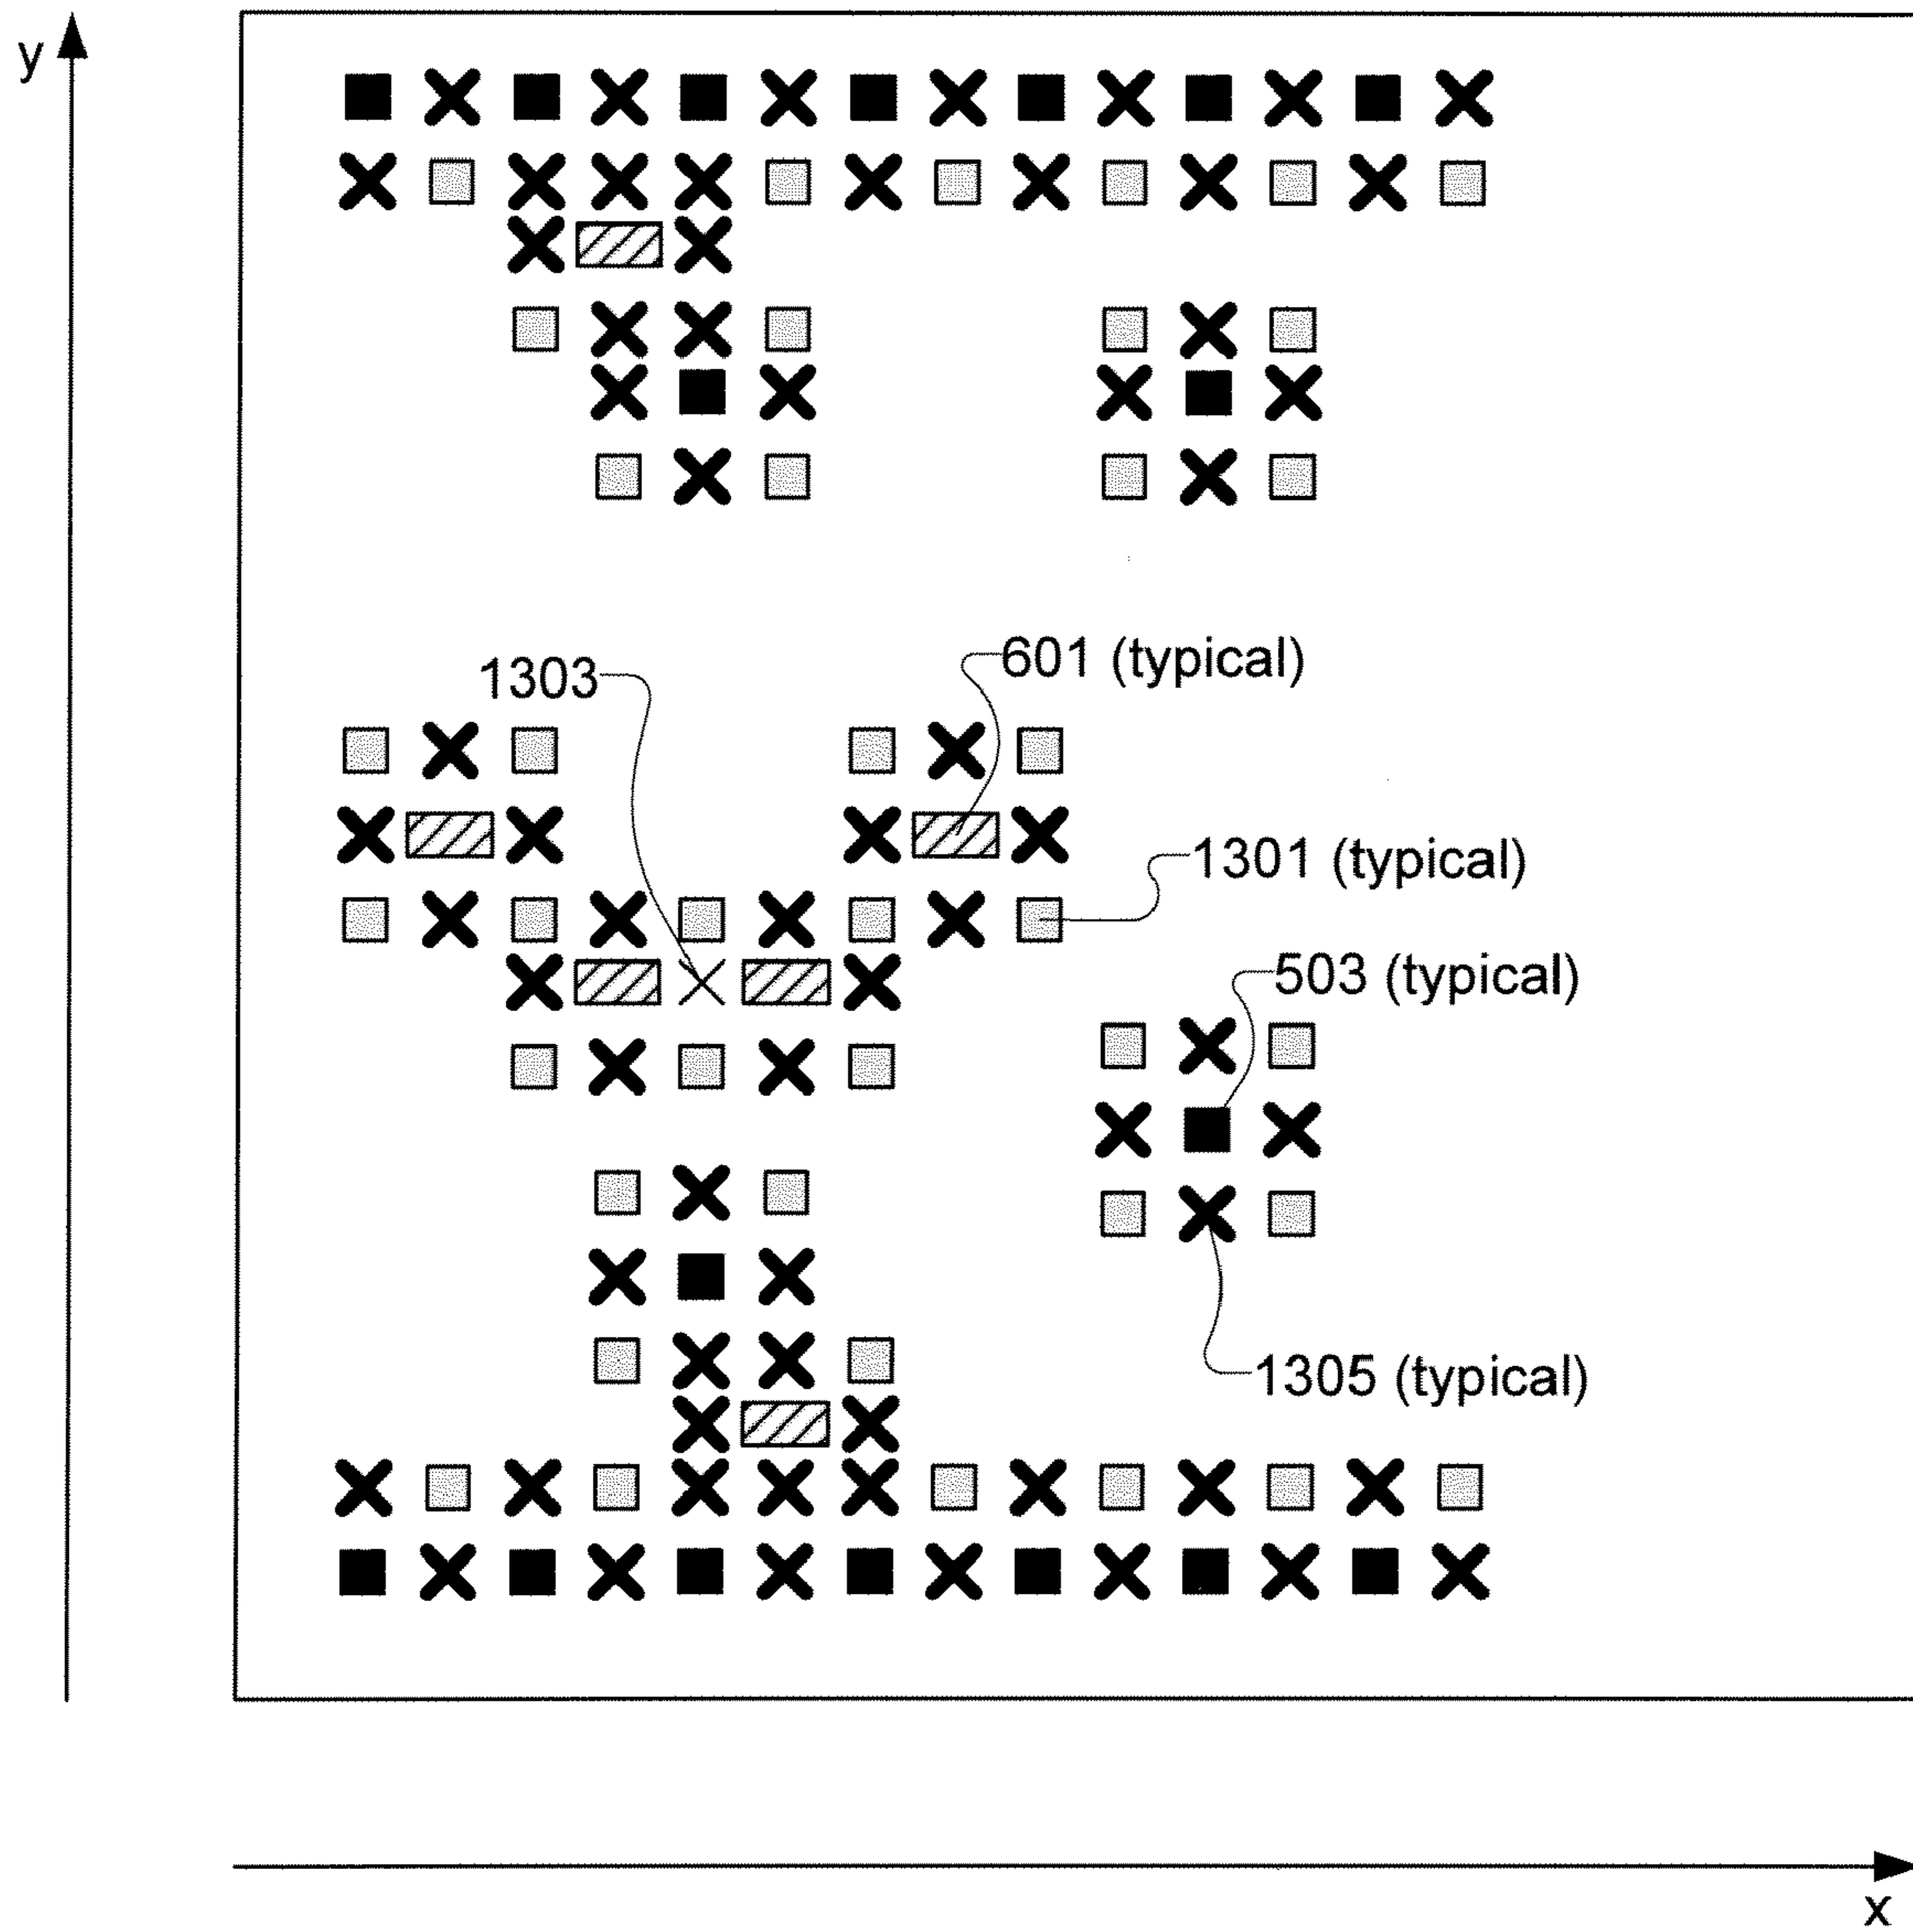 y
601 (typical)
1303
1301 (typical)
503 (typical)
1305 (typical)
x